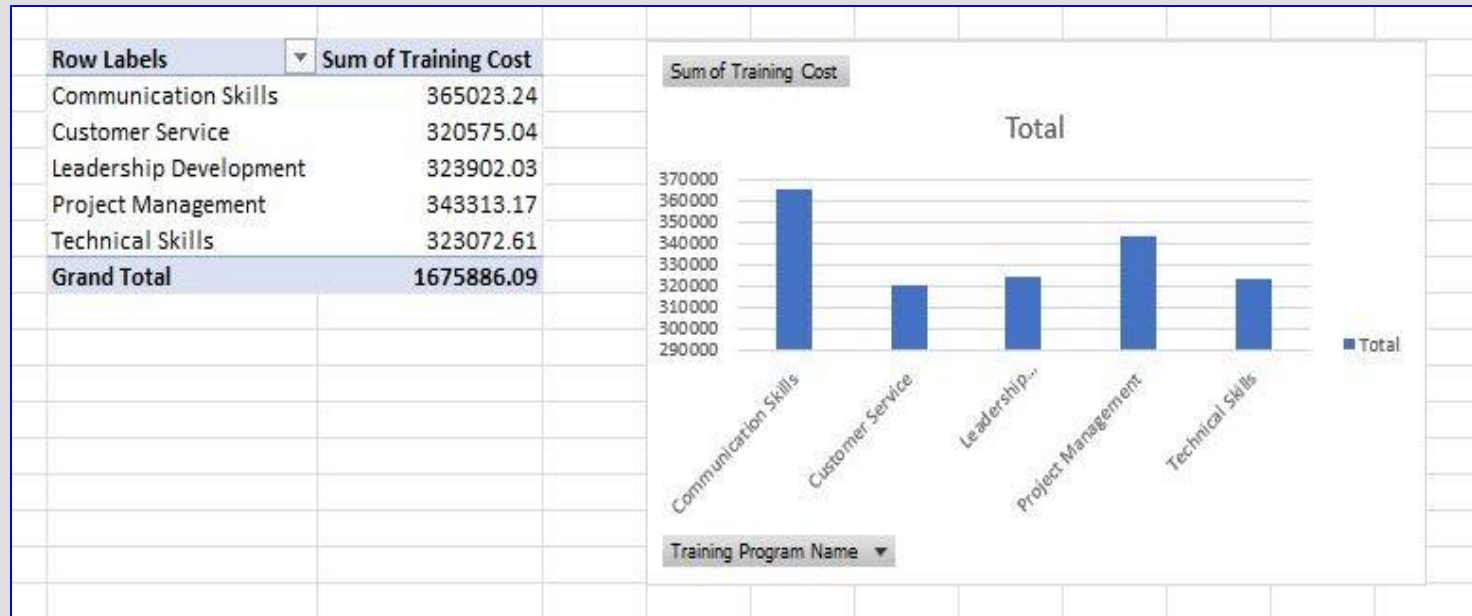 Row Labels Sum of Training Cost
Communication Skills 365023.24
Customer Service 320575.04
Leadership Development 323902.03
Project Management 343313.17
Technical Skills 323072.61
Grand Total 1675886.09
Sum of Training Cost
Total
370000
360000
350000
340000
330000
320000
310000
300000
290000
Total
Communication Skills
Customer Service
Leadership...
Project Management
Technical Skills
Training Program Name